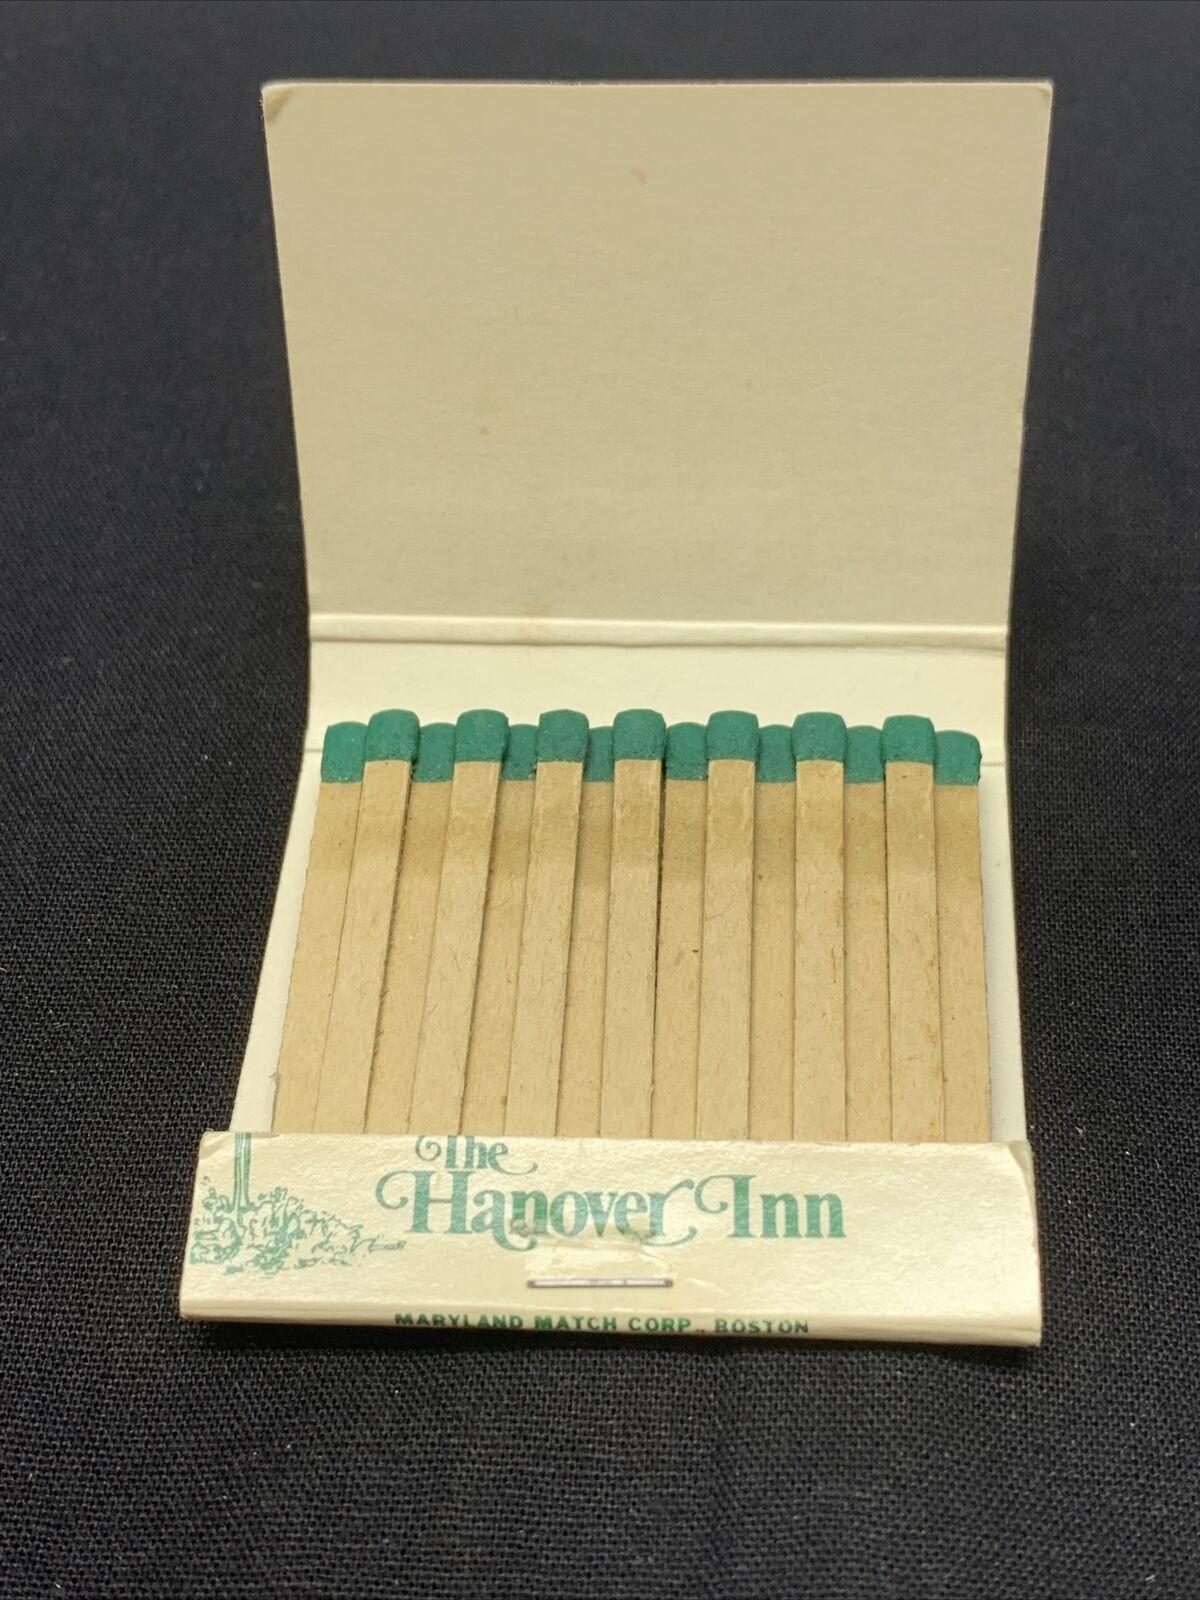 The
Hanover Inn
MARYLAND MATCH CORP., BOSTON